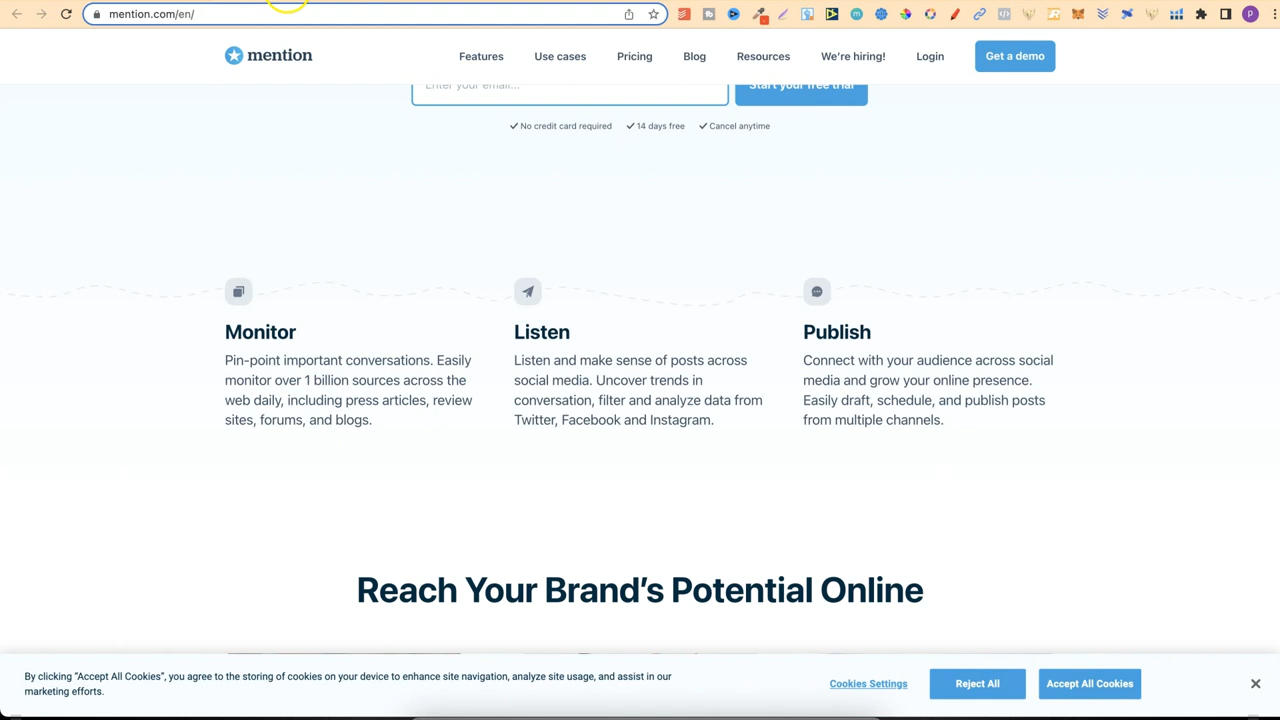 mention.com/en/
mention
Features Use cases Pricing Blog Resources We're hiring! Login Get a demo
Enter your email... Start your free trial
No credit card required 14 days free Cancel anytime
Monitor
Pin-point important conversations. Easily
monitor over 1 billion sources across the
web daily, including press articles, review
sites, forums, and blogs.
Listen
Listen and make sense of posts across
social media. Uncover trends in
conversation, filter and analyze data from
Twitter, Facebook and Instagram.
Publish
Connect with your audience across social
media and grow your online presence.
Easily draft, schedule, and publish posts
from multiple channels.
Reach Your Brand's Potential Online
By clicking “Accept All Cookies”, you agree to the storing of cookies on your device to enhance site navigation, analyze site usage, and assist in our
marketing efforts.
Cookies Settings Reject All Accept All Cookies